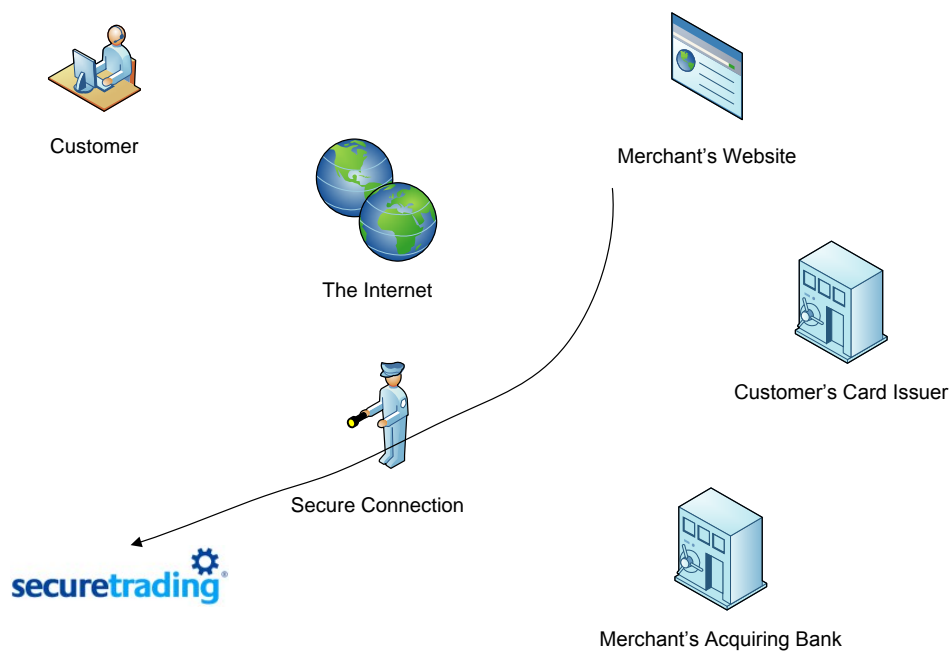 Customer
Merchant's Website
The Internet
Customer's Card Issuer
Secure Connection
securetrading®
Merchant's Acquiring Bank